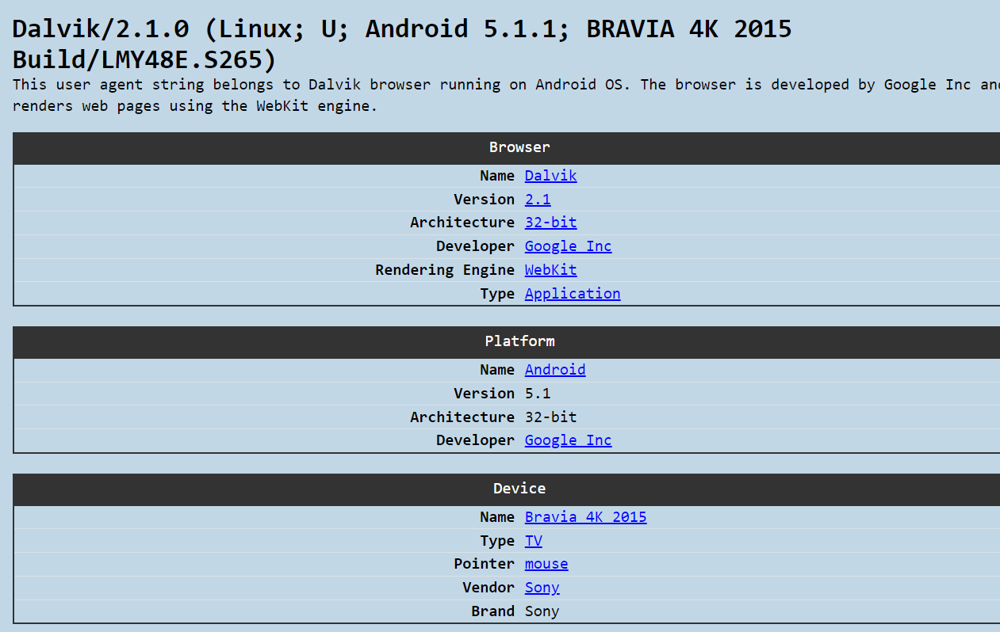 Dalvik/2.1.0 (Linux; U; Android 5.1.1; BRAVIA 4K 2015
Build/LMY48E.S265)
This user agent string belongs to Dalvik browser running on Android OS. The browser is developed by Google Inc and
renders web pages using the WebKit engine.
Browser
Name Dalvik
Version 2.1
Architecture 32-bit
Developer Google Inc
Rendering Engine WebKit
Type Application
Platform
Name Android
Version 5.1
Architecture 32-bit
Developer Google Inc
Device
Name Bravia 4K 2015
Type TV
Pointer mouse
Vendor Sony
Brand Sony